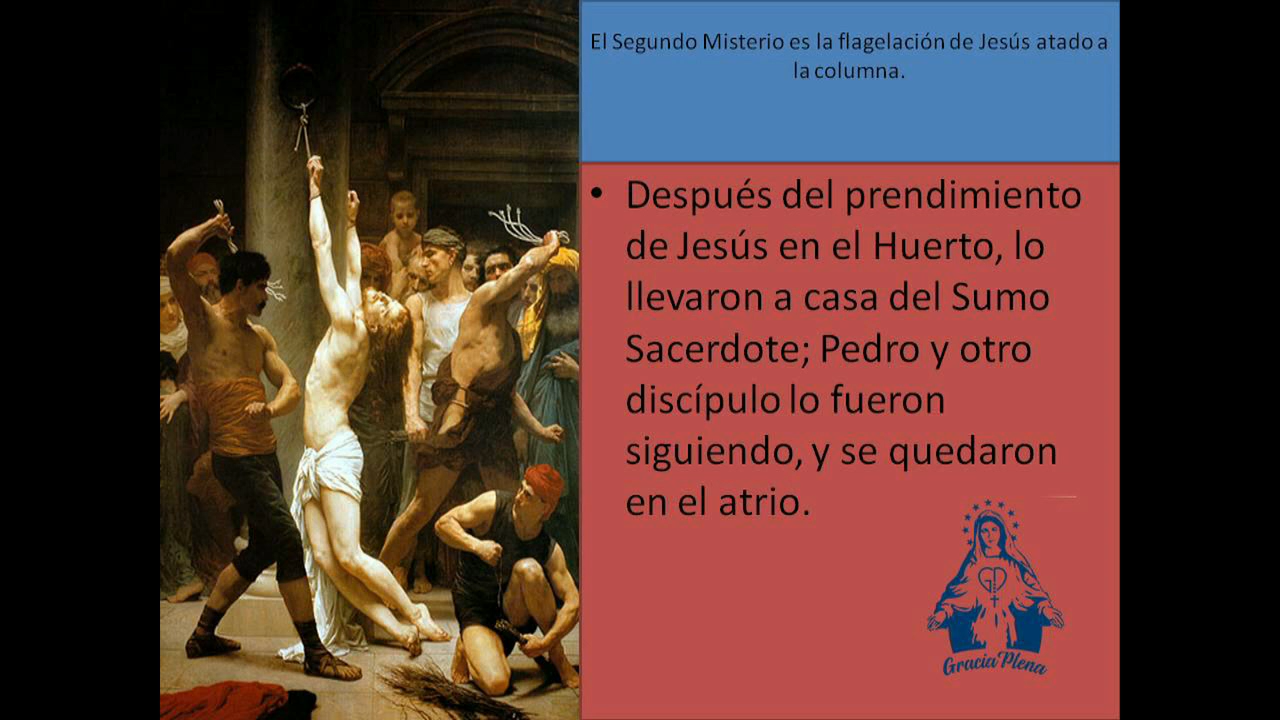 El Segundo Misterio es la flagelación de Jesús atado a
la columna.
• Después del prendimiento
de Jesús en el Huerto, lo
llevaron a casa del Sumo
Sacerdote; Pedro y otro
discípulo lo fueron
siguiendo, y se quedaron
en el atrio.
Gracia Plena